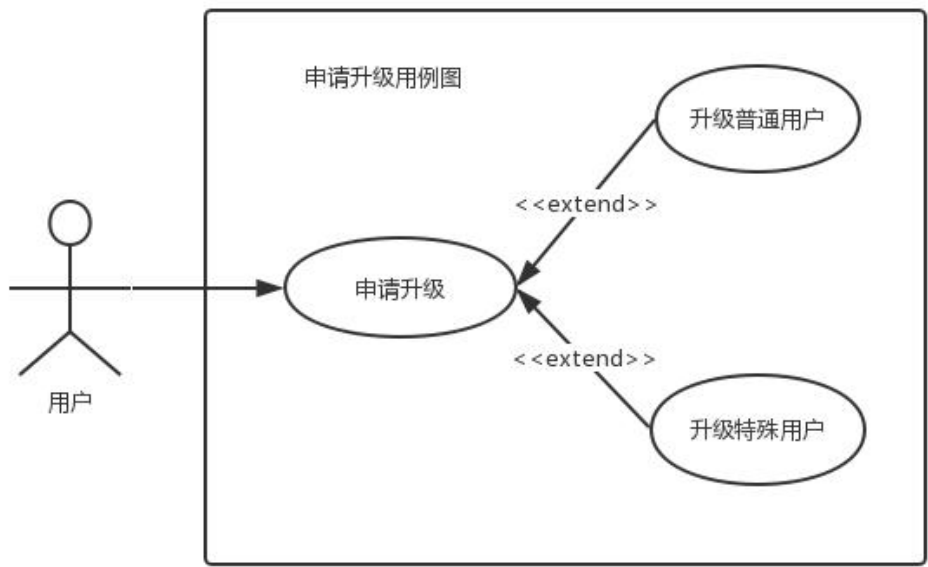 申请升级用例图
升级普通用户
<<extend>>
申请升级
<<extend>>
用户
升级特殊用户